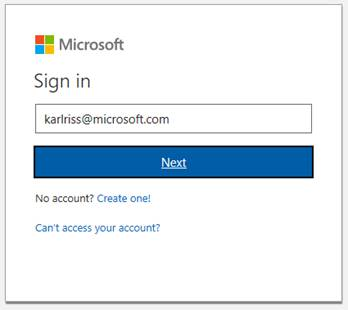 Microsoft
Sign in
karlriss@microsoft.com
Next
No account? Create one!
Can't access your account?